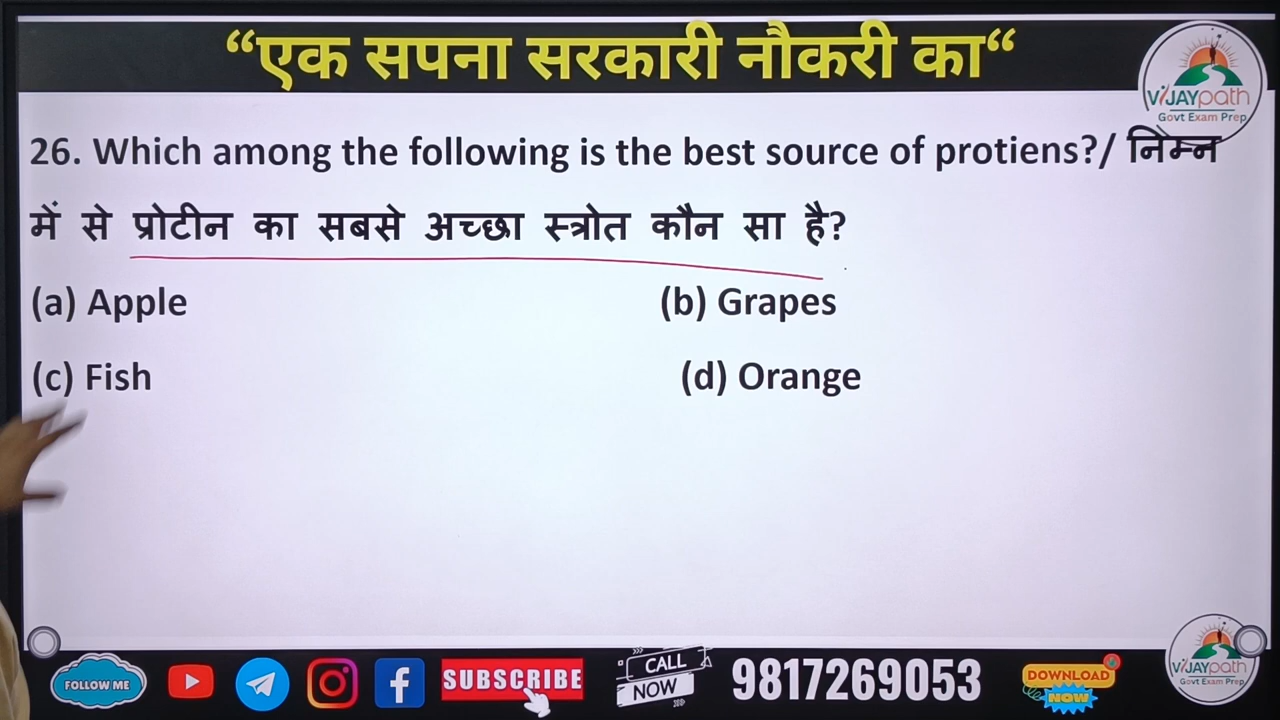 “एक सपना सरकारी नौकरी का“
VIJAYpath
Govt Exam Prep
26. Which among the following is the best source of protiens?/ निम्न
में से प्रोटीन का सबसे अच्छा स्त्रोत कौन सा है?
(a) Apple
(b) Grapes
(c) Fish
(d) Orange
FOLLOW ME
SUBSCRIBE
CALL
NOW
9817269053
DOWNLOAD
NOW
VIJAYpath
Govt Exam Prep